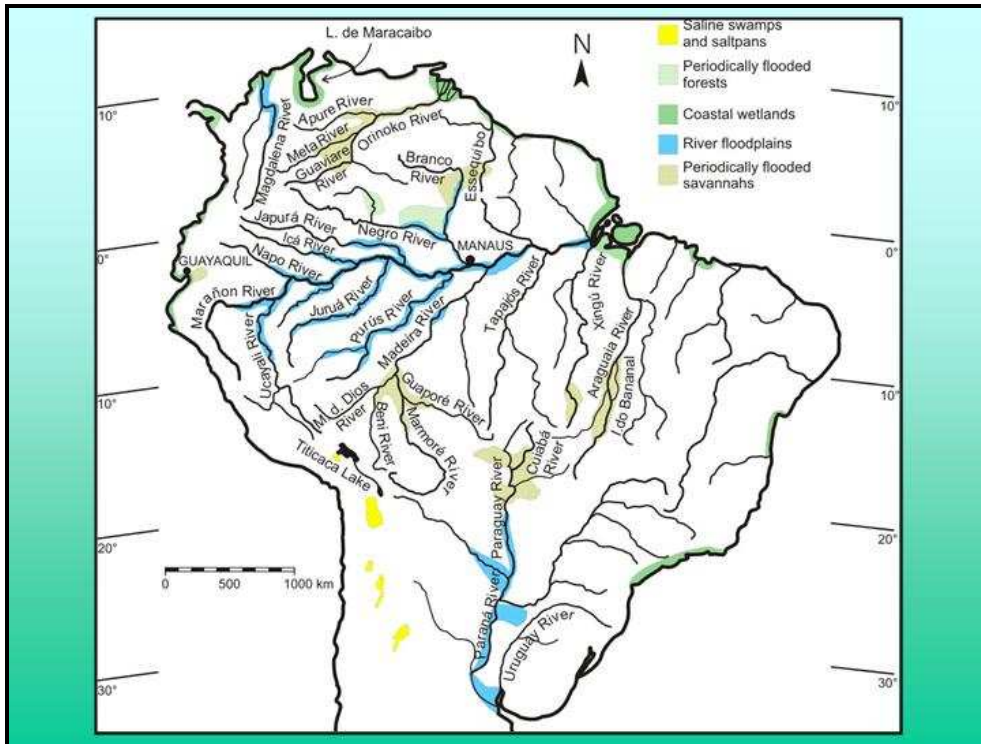 L. de Maracaibo
N
Saline swamps
and saltpans
Periodically flooded
forests
Coastal wetlands
River floodplains
Periodically flooded
savannahs
10°
10°
0°
0°
10°
10°
20°
20°
30°
30°
Magdalena River
Apure River
Meta River
Guaviare
River
Orinoko River
Branco
River
Essequibo
Japurá River
Içá River
Negro River
MANAUS
GUAYAQUIL
Napo River
Marañon River
Ucayali River
Juruá River
Purús River
Madeira River
Tapajós River
Xingú River
Araguaia River
do Bananal
M. d. Dios
River
Beni River
Marmoré River
Guaporé River
Cuiabá
River
Titicaca Lake
Paraguay River
Paraná River
Uruguay River
0 500 1000 km